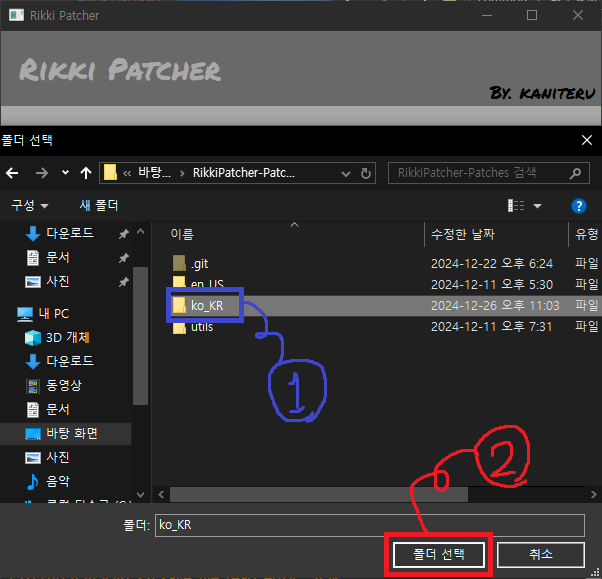 Rikki Patcher
Rikki Patcher
By. kaniteru
폴더 선택
« 바탕... › RikkiPatcher-Patc...
RikkiPatcher-Patches 검색
구성
새 폴더
이름
수정한 날짜
유형
다운로드
문서
사진
내 PC
3D 개체
다운로드
동영상
문서
바탕 화면
사진
음악
.git 2024-12-22 오후 6:24 파일
en_US 2024-12-11 오후 5:30 파일
ko_KR 2024-12-26 오후 11:03 파일
utils 2024-12-11 오후 7:31 파일
1
2
폴더: ko_KR
폴더 선택
취소